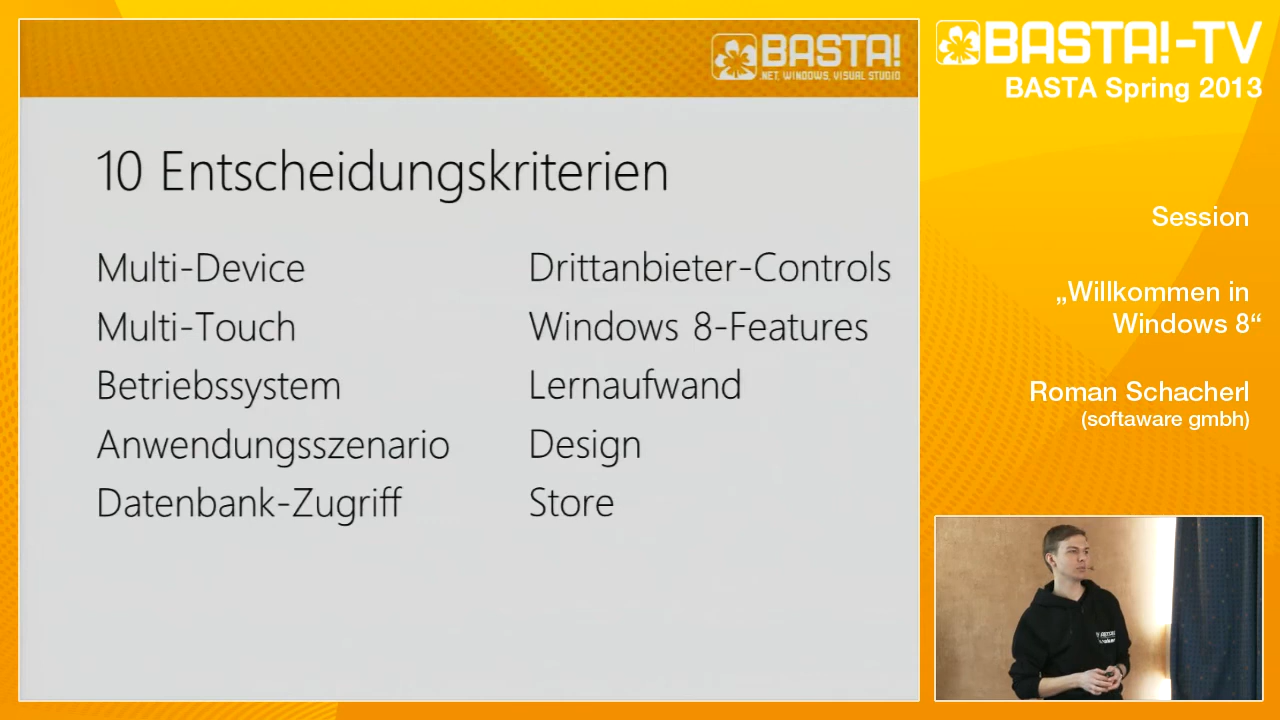 BASTA!
.NET, WINDOWS, VISUAL STUDIO
10 Entscheidungskriterien
Multi-Device
Multi-Touch
Betriebssystem
Anwendungsszenario
Datenbank-Zugriff
Drittanbieter-Controls
Windows 8-Features
Lernaufwand
Design
Store
BASTA!-TV
BASTA Spring 2013
Session
„Willkommen in
Windows 8“
Roman Schacherl
(softaware gmbh)